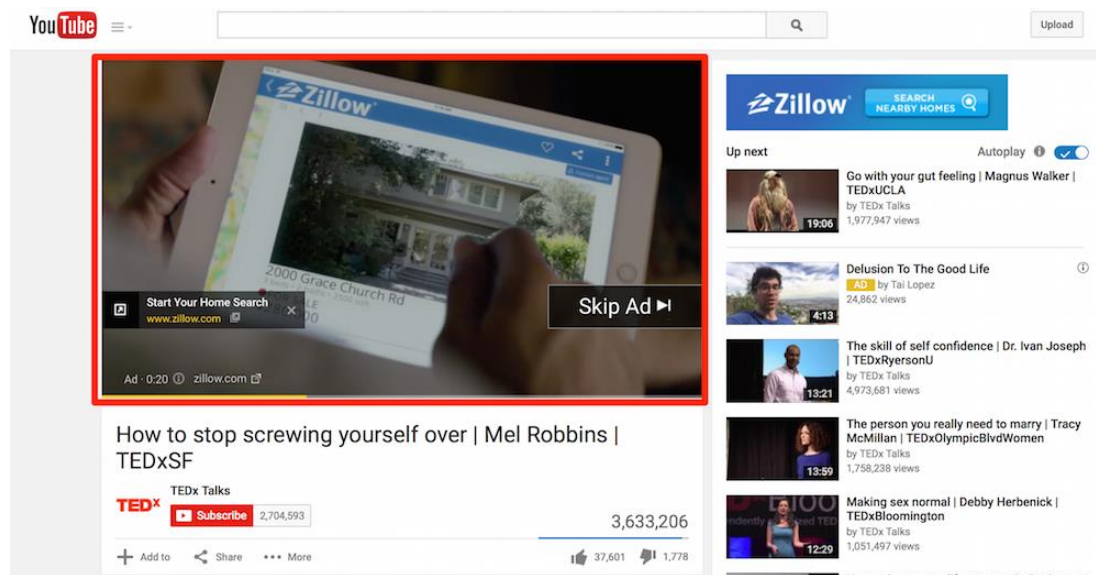 YouTube
Upload
Zillow
2000 Grace Church Rd
Start Your Home Search
www.zillow.com
Skip Ad
Ad · 0:20
zillow.com
How to stop screwing yourself over | Mel Robbins |
TEDxSF
TEDx
TEDx Talks
Subscribe 2,704,593
3,633,206
Add to Share More
37,601 1,778
Zillow
SEARCH
NEARBY HOMES
Up next
Autoplay
19:06
Go with your gut feeling | Magnus Walker |
TEDxUCLA
by TEDx Talks
1,977,947 views
4:13
Delusion To The Good Life
AD by Tai Lopez
24,862 views
13:21
The skill of self confidence | Dr. Ivan Joseph
| TEDxRyersonU
by TEDx Talks
4,973,681 views
13:59
The person you really need to marry | Tracy
McMillan | TEDxOlympicBlvdWomen
by TEDx Talks
1,758,238 views
12:29
Making sex normal | Debby Herbenick |
TEDxBloomington
by TEDx Talks
1,051,497 views